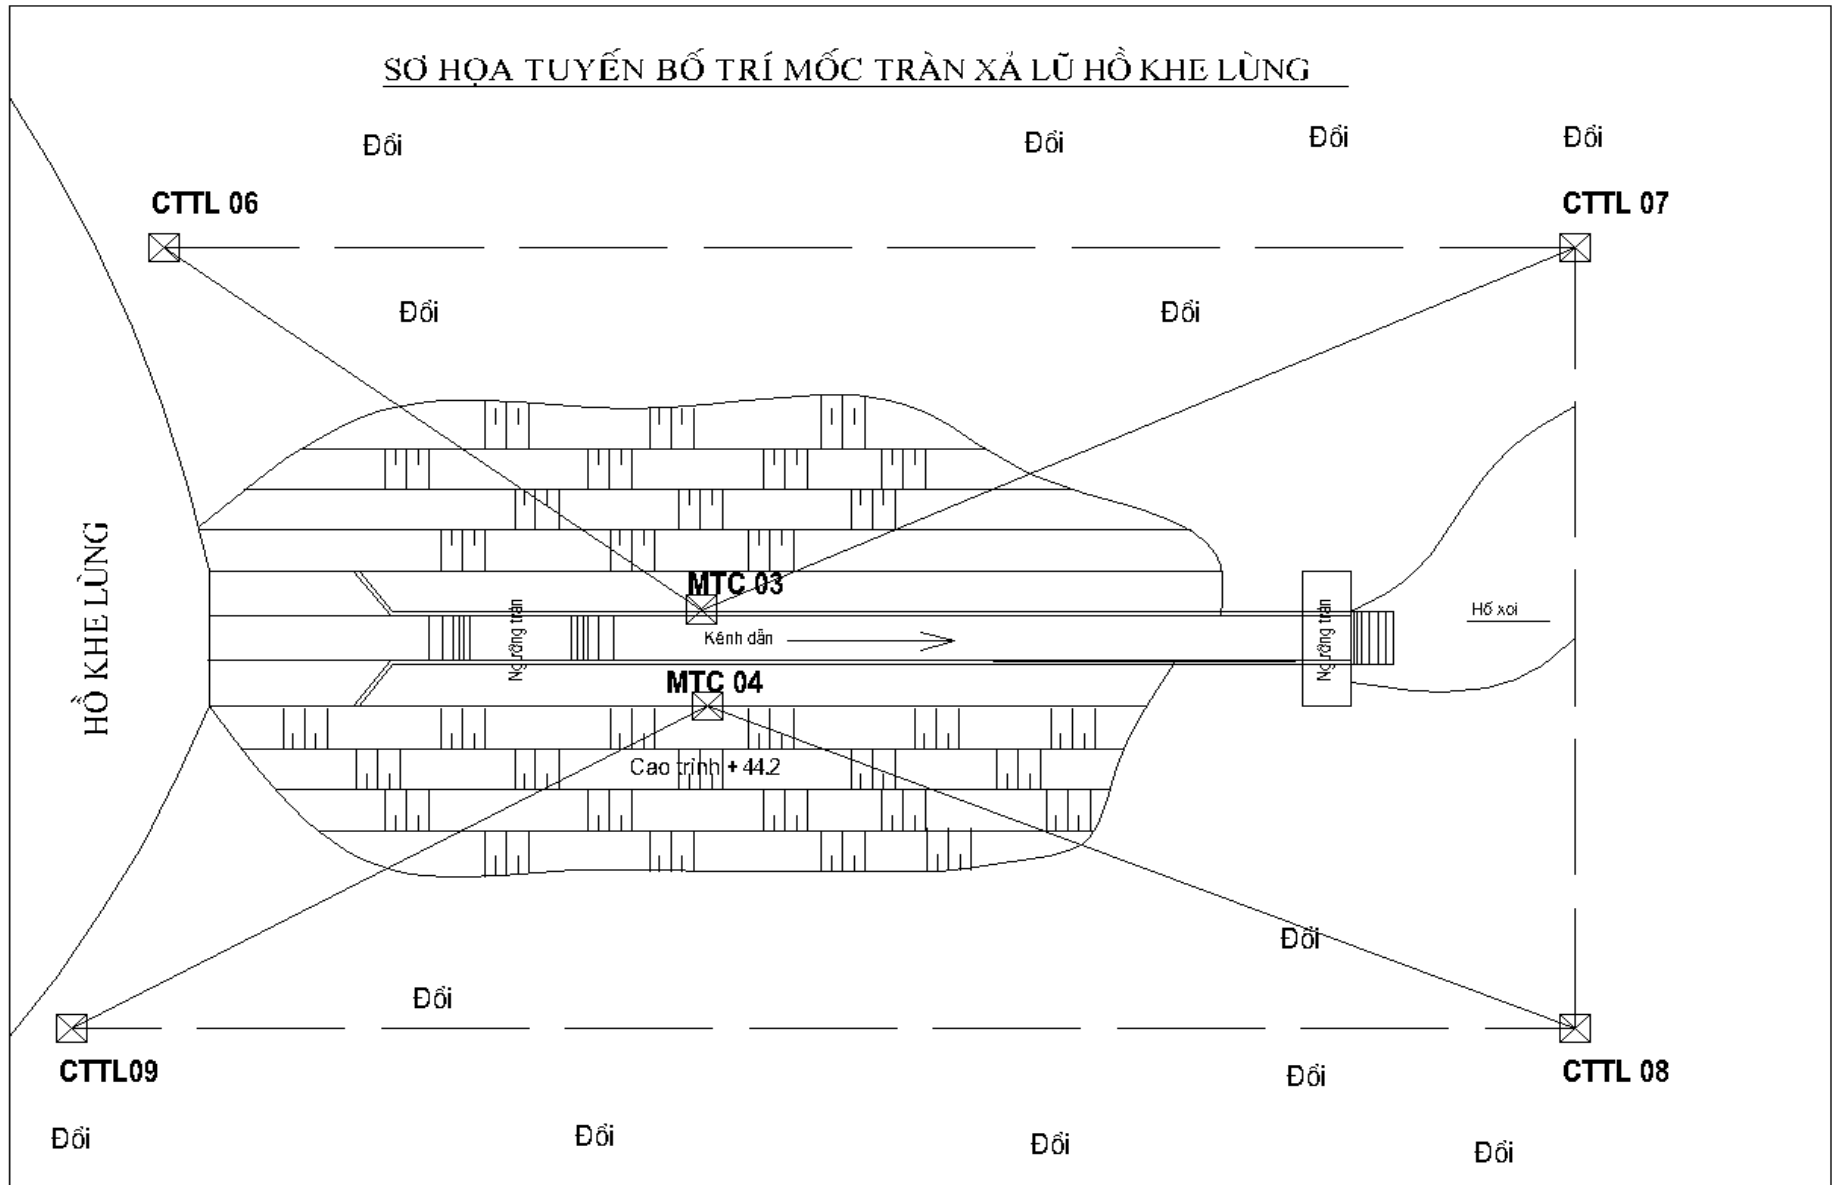 SƠ HỌA TUYẾN BỐ TRÍ MỐC TRÀN XẢ LŨ HỒ KHE LÙNG
Đồi
Đồi
Đồi
Đồi
CTTL 06
CTTL 07
Đồi
Đồi
HỒ KHE LÙNG
MTC 03
Ngưỡng tràn
Kênh dẫn
Ngưỡng tràn
Hố xoi
MTC 04
Cao trình + 44.2
Đồi
Đồi
CTTL09
CTTL 08
Đồi
Đồi
Đồi
Đồi
Đồi